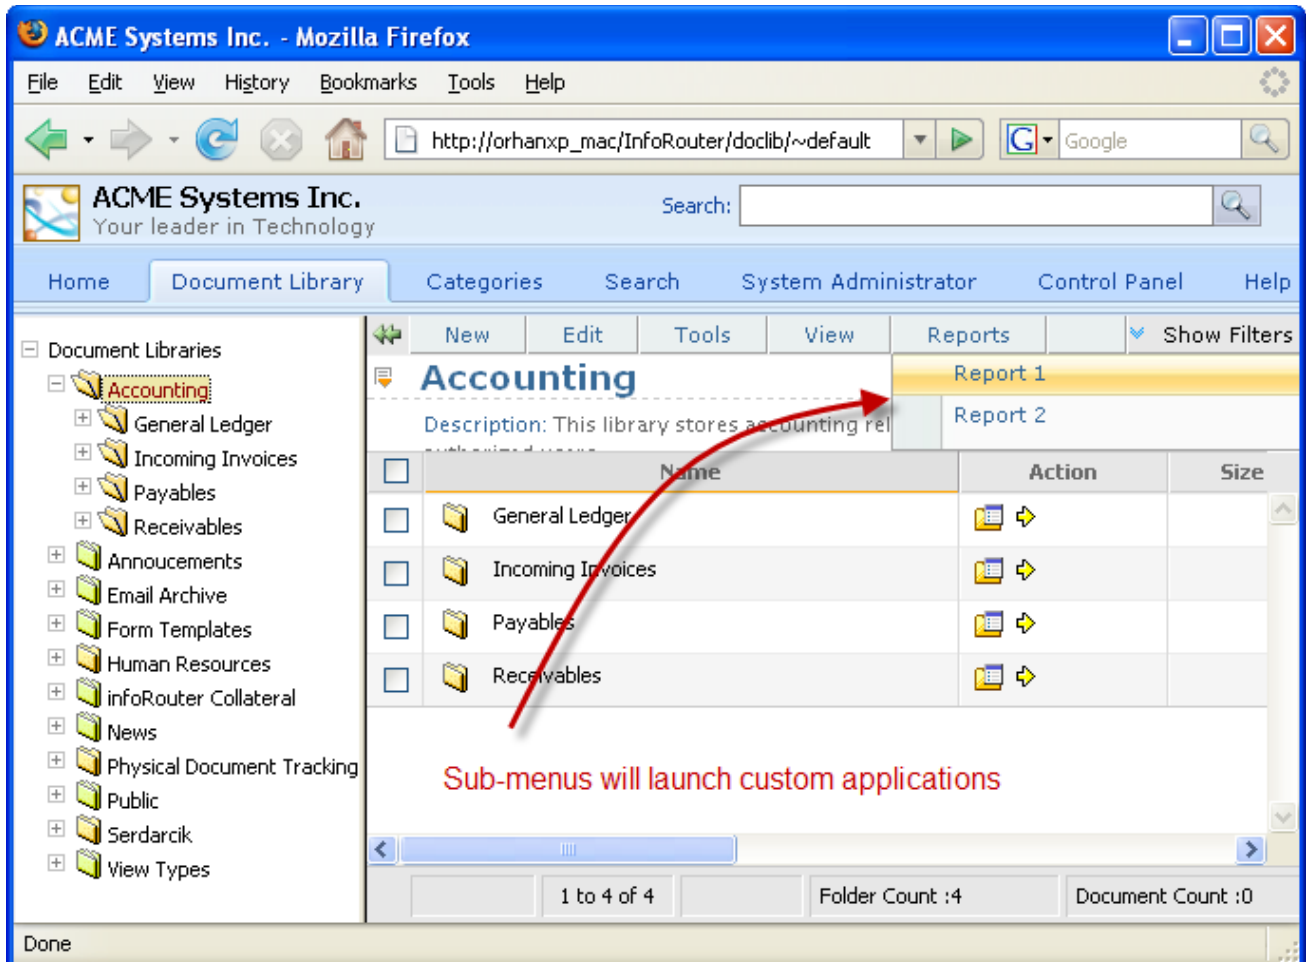 ACME Systems Inc. - Mozilla Firefox
File Edit View History Bookmarks Tools Help
http://orhanxp_mac/InfoRouter/doclib/~default G Google
ACME Systems Inc.
Your leader in Technology
Search:
Home Document Library Categories Search System Administrator Control Panel Help
New Edit Tools View Reports Show Filters
Document Libraries
Accounting
General Ledger
Incoming Invoices
Payables
Receivables
Annoucements
Email Archive
Form Templates
Human Resources
infoRouter Collateral
News
Physical Document Tracking
Public
Serdarcik
View Types
Accounting
Report 1
Report 2
Description: This library stores accounting rel
Name Action Size
General Ledger
Incoming Invoices
Payables
Receivables
Sub-menus will launch custom applications
1 to 4 of 4 Folder Count :4 Document Count :0
Done